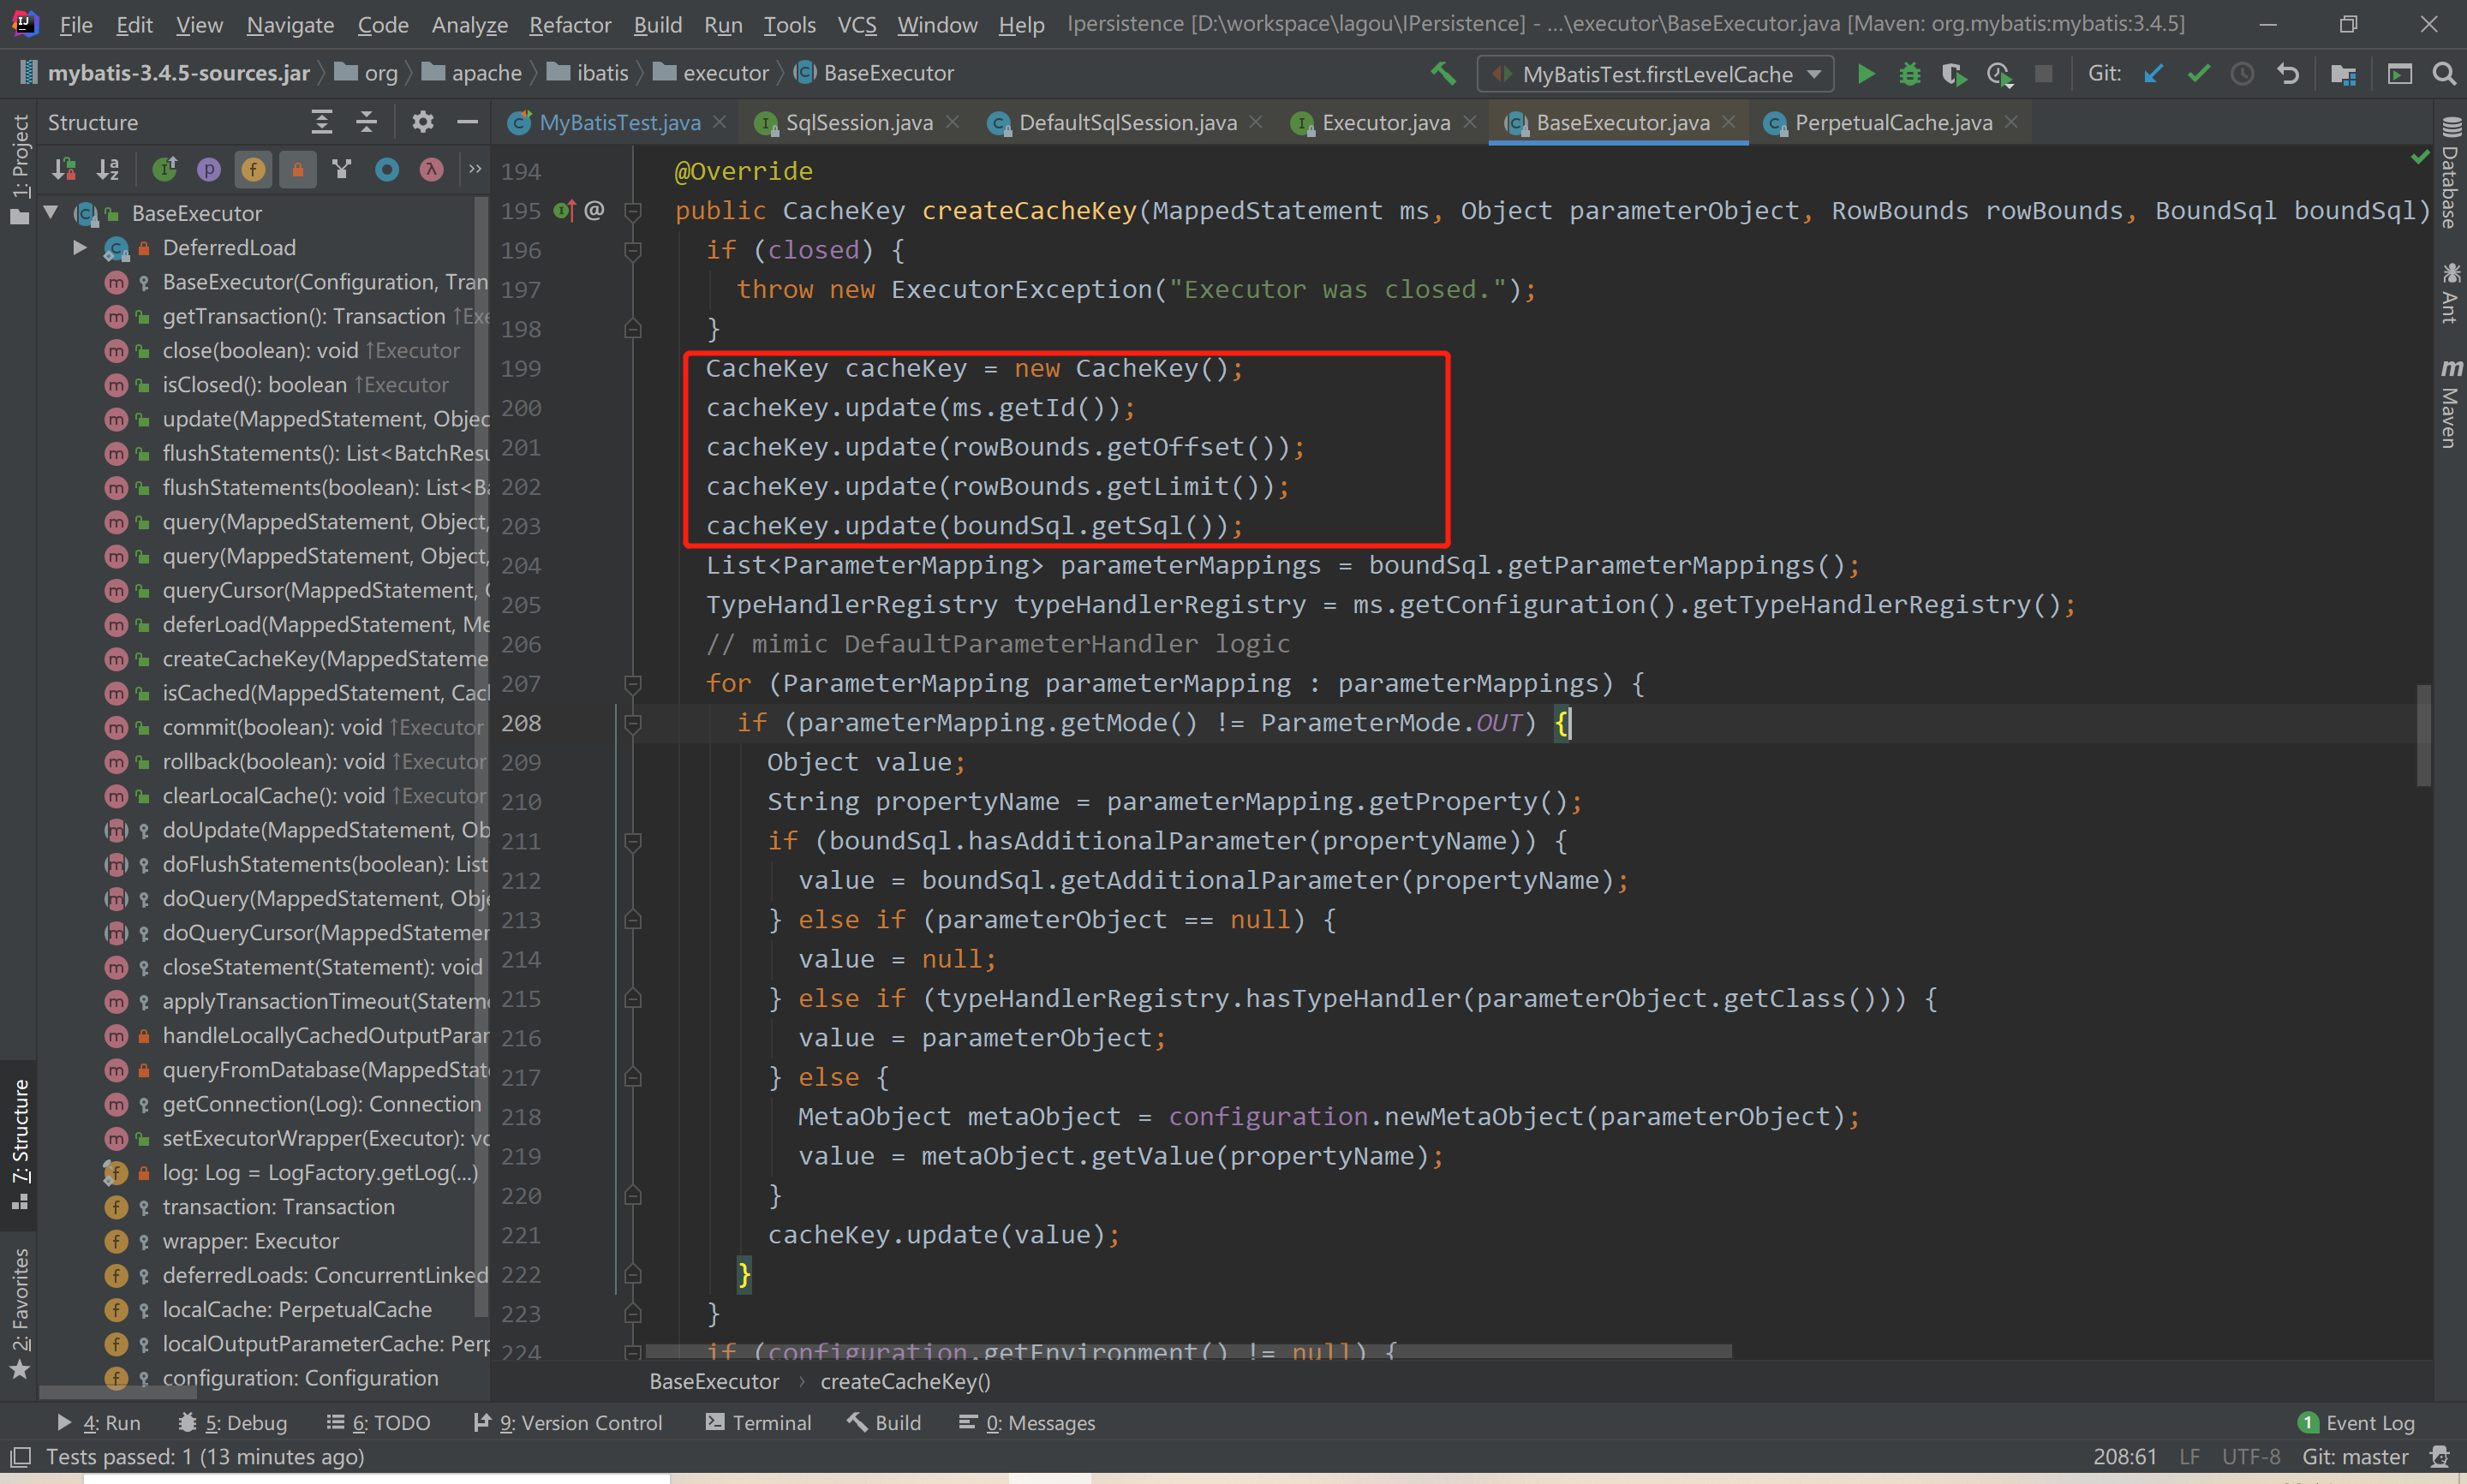 File Edit View Navigate Code Analyze Refactor Build Run Tools VCS Window Help Ipersistence [D:\workspace\lagou\IPersistence] - ...\executor\BaseExecutor.java [Maven: org.mybatis:mybatis:3.4.5]
mybatis-3.4.5-sources.jar org apache ibatis executor BaseExecutor MyBatisTest.firstLevelCache Git:
Structure
MyBatisTest.java SqlSession.java DefaultSqlSession.java Executor.java BaseExecutor.java PerpetualCache.java
1: Project
7: Structure
2: Favorites
BaseExecutor
DeferredLoad
BaseExecutor(Configuration, Tran
getTransaction(): Transaction ↑Exe
close(boolean): void ↑Executor
isClosed(): boolean ↑Executor
update(MappedStatement, Objec
flushStatements(): List<BatchResu
flushStatements(boolean): List<Ba
query(MappedStatement, Object,
query(MappedStatement, Object,
queryCursor(MappedStatement, O
deferLoad(MappedStatement, Me
createCacheKey(MappedStateme
isCached(MappedStatement, Cacl
commit(boolean): void ↑Executor
rollback(boolean): void ↑Executor
clearLocalCache(): void ↑Executor
doUpdate(MappedStatement, Ob
doFlushStatements(boolean): List
doQuery(MappedStatement, Obje
doQueryCursor(MappedStatemer
closeStatement(Statement): void
applyTransactionTimeout(Stateme
handleLocallyCachedOutputParar
queryFromDatabase(MappedState
getConnection(Log): Connection
setExecutorWrapper(Executor): vo
log: Log = LogFactory.getLog(...)
transaction: Transaction
wrapper: Executor
deferredLoads: ConcurrentLinked
localCache: PerpetualCache
localOutputParameterCache: Perp
configuration: Configuration
194 @Override
195 public CacheKey createCacheKey(MappedStatement ms, Object parameterObject, RowBounds rowBounds, BoundSql boundSql)
196 if (closed) {
197 throw new ExecutorException("Executor was closed.");
198 }
199 CacheKey cacheKey = new CacheKey();
200 cacheKey.update(ms.getId());
201 cacheKey.update(rowBounds.getOffset());
202 cacheKey.update(rowBounds.getLimit());
203 cacheKey.update(boundSql.getSql());
204 List<ParameterMapping> parameterMappings = boundSql.getParameterMappings();
205 TypeHandlerRegistry typeHandlerRegistry = ms.getConfiguration().getTypeHandlerRegistry();
206 // mimic DefaultParameterHandler logic
207 for (ParameterMapping parameterMapping : parameterMappings) {
208 if (parameterMapping.getMode() != ParameterMode.OUT) {
209 Object value;
210 String propertyName = parameterMapping.getProperty();
211 if (boundSql.hasAdditionalParameter(propertyName)) {
212 value = boundSql.getAdditionalParameter(propertyName);
213 } else if (parameterObject == null) {
214 value = null;
215 } else if (typeHandlerRegistry.hasTypeHandler(parameterObject.getClass())) {
216 value = parameterObject;
217 } else {
218 MetaObject metaObject = configuration.newMetaObject(parameterObject);
219 value = metaObject.getValue(propertyName);
220 }
221 cacheKey.update(value);
222 }
223 }
224 if (configuration.getEnvironment() != null) {
BaseExecutor › createCacheKey()
Database
Ant
Maven
4: Run 5: Debug 6: TODO 9: Version Control Terminal Build 0: Messages 1 Event Log
Tests passed: 1 (13 minutes ago) 208:61 LF UTF-8 Git: master